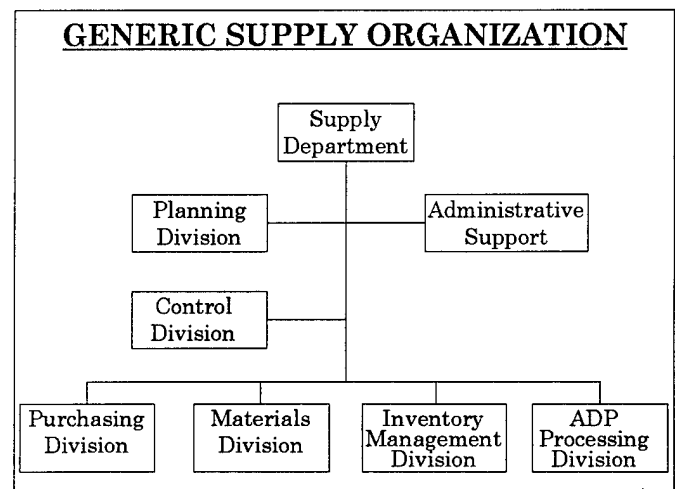 GENERIC SUPPLY ORGANIZATION
Supply
Department
Planning
Division
Administrative
Support
Control
Division
Purchasing
Division
Materials
Division
Inventory
Management
Division
ADP
Processing
Division